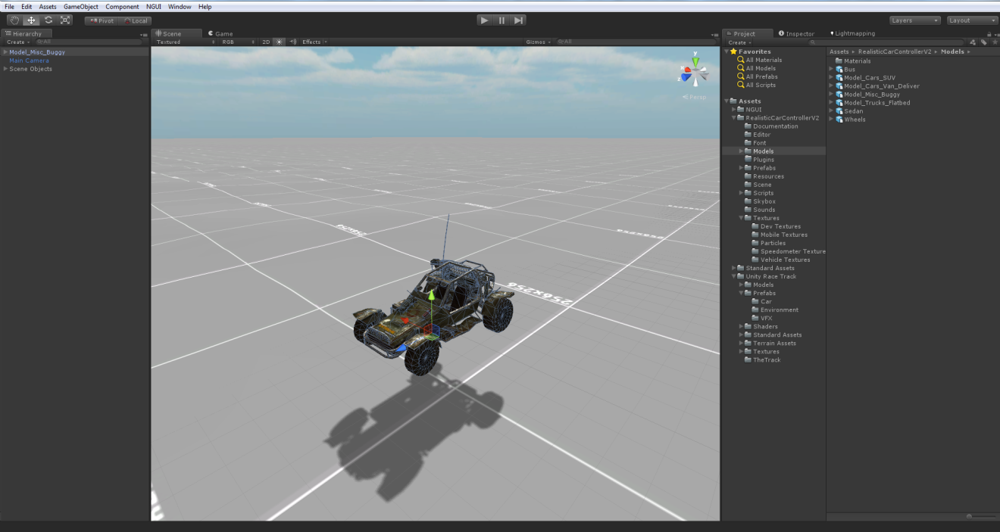 File Edit Assets GameObject Component NGUI Window Help
Pivot Local
Layers Layout
Hierarchy
Create All
Model_Misc_Buggy
Main Camera
Scene Objects
Scene Game
Textured RGB 2D Effects Gizmos All
y
z
Persp
256x256
Project Inspector Lightmapping
Create
Favorites
All Materials
All Models
All Prefabs
All Scripts
Assets
NGUI
RealisticCarControllerV2
Documentation
Editor
Font
Models
Plugins
Prefabs
Resources
Scene
Scripts
Skybox
Sounds
Textures
Dev Textures
Mobile Textures
Particles
Speedometer Texture
Vehicle Textures
Standard Assets
Unity Race Track
Models
Prefabs
Car
Environment
VFX
Shaders
Standard Assets
Terrain Assets
Textures
TheTrack
Assets RealisticCarControllerV2 Models
Materials
Bus
Model_Cars_SUV
Model_Cars_Van_Deliver
Model_Misc_Buggy
Model_Trucks_Flatbed
Sedan
Wheels